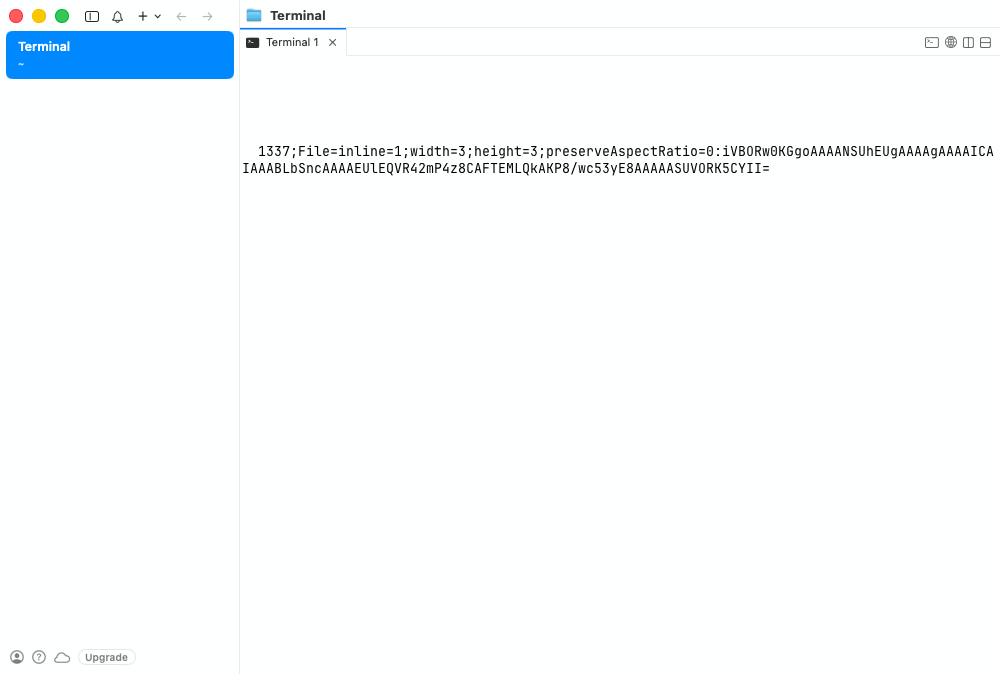 Terminal
Terminal
~
Terminal 1
1337;File=inline=1;width=3;height=3;preserveAspectRatio=0:iVBORw0KGgoAAAANSUhEUgAAAAgAAAAICA
IAAABLbSncAAAAEUlEQVR42mP4z8CAFTEMLQkAKP8/wc53yE8AAAAASUVORK5CYII=
Upgrade